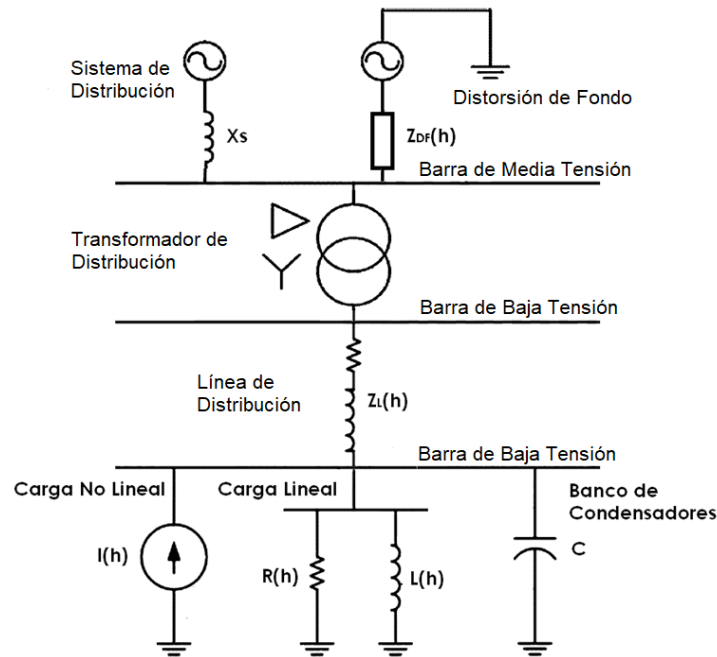 Sistema de
Distribución
Distorsión de Fondo
Xs
ZDF(h)
Barra de Media Tensión
Transformador de
Distribución
Barra de Baja Tensión
Línea de
Distribución
ZL(h)
Barra de Baja Tensión
Carga No Lineal
Carga Lineal
Banco de
Condensadores
I(h)
R(h)
L(h)
C